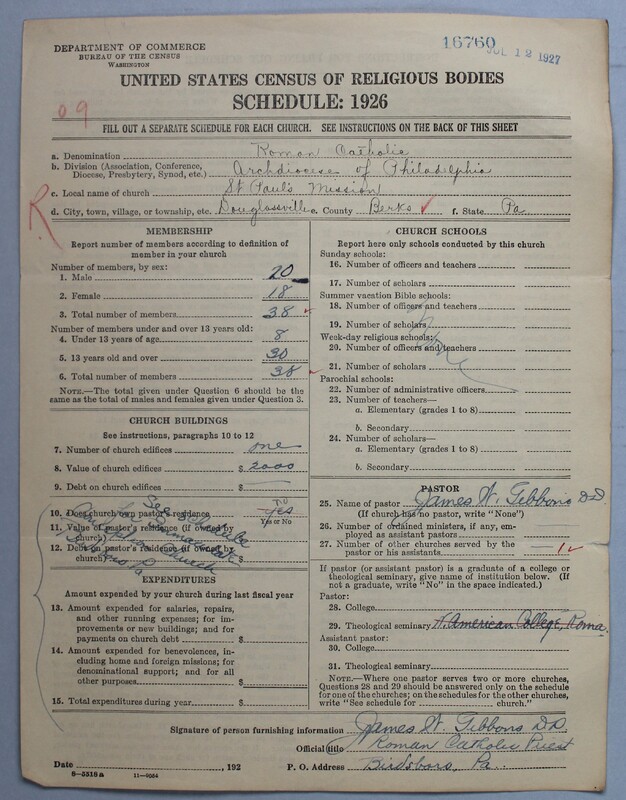 DEPARTMENT OF COMMERCE
BUREAU OF THE CENSUS
WASHINGTON
16760
JUL 12 1927
UNITED STATES CENSUS OF RELIGIOUS BODIES
SCHEDULE: 1926
09
FILL OUT A SEPARATE SCHEDULE FOR EACH CHURCH. SEE INSTRUCTIONS ON THE BACK OF THIS SHEET
a. Denomination Roman Catholic
b. Division (Association, Conference, Diocese, Presbytery, Synod, etc.) Archdiocese of Philadelphia
c. Local name of church St Paul's Mission
d. City, town, village, or township, etc. Douglassville e. County Berks f. State Pa
R
MEMBERSHIP
Report number of members according to definition of
member in your church
Number of members, by sex:
1. Male 20
2. Female 18
3. Total number of members 38
Number of members under and over 13 years old:
4. Under 13 years of age 8
5. 13 years old and over 30
6. Total number of members 38
NOTE.—The total given under Question 6 should be
the same as the total of males and females given under Question 3.
CHURCH BUILDINGS
See instructions, paragraphs 10 to 12
7. Number of church edifices one
8. Value of church edifices $ 2000
9. Debt on church edifices $
10. Does church own pastor's residence yes no
Yes or No
11. Value of pastor's residence (if owned by
church) $
12. Debt on pastor's residence (if owned by
church) $
See Schedule
for Immaculate
Conception Church
Birdsboro, Pa
EXPENDITURES
Amount expended by church during last fiscal year
13. Amount expended for salaries, repairs,
and other running expenses; for im-
provements or new buildings; and for
payments on church debt $
14. Amount expended for benevolences, in-
cluding home and foreign missions; for
denominational support; and for all
other purposes $
15. Total expenditures during year $
CHURCH SCHOOLS
Report here only schools conducted by this church
Sunday schools:
16. Number of officers and teachers
17. Number of scholars
Summer vacation Bible schools:
18. Number of officers and teachers
19. Number of scholars
Week-day religious schools:
20. Number of officers and teachers
21. Number of scholars
Parochial schools:
22. Number of administrative officers
23. Number of teachers—
a. Elementary (grades 1 to 8)
b. Secondary
24. Number of scholars—
a. Elementary (grades 1 to 8)
b. Secondary
None
PASTOR
25. Name of pastor James W. Gibbons DD
(If church has no pastor, write "None")
26. Number of ordained ministers, if any, em-
ployed as assistant pastors
27. Number of other churches served by the
pastor or his assistants 1
If pastor (or assistant pastor) is a graduate of a college or
theological seminary, give name of institution below. (If
not a graduate, write "No" in the space indicated.)
Pastor:
28. College
29. Theological seminary N. American College, Roma.
Assistant pastor:
30. College
31. Theological seminary
NOTE.—Where one pastor serves two or more churches,
Questions 28 and 29 should be answered only on the schedule
for one of the churches; on the schedules for the other churches,
write "See schedule for church."
Signature of person furnishing information James W. Gibbons DD
Official title Roman Catholic Priest
Date , 192 P. O. Address Birdsboro, Pa.
8-5518a 11-9034